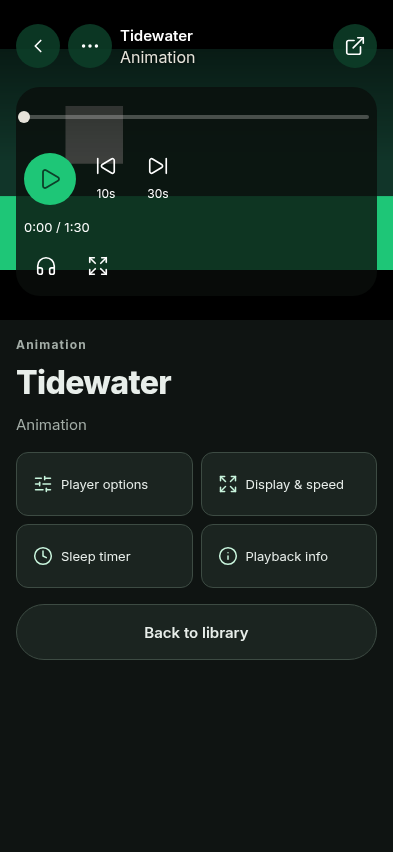 Tidewater
Animation
10s
30s
0:00 / 1:30
Animation
Tidewater
Animation
Player options
Display & speed
Sleep timer
Playback info
Back to library